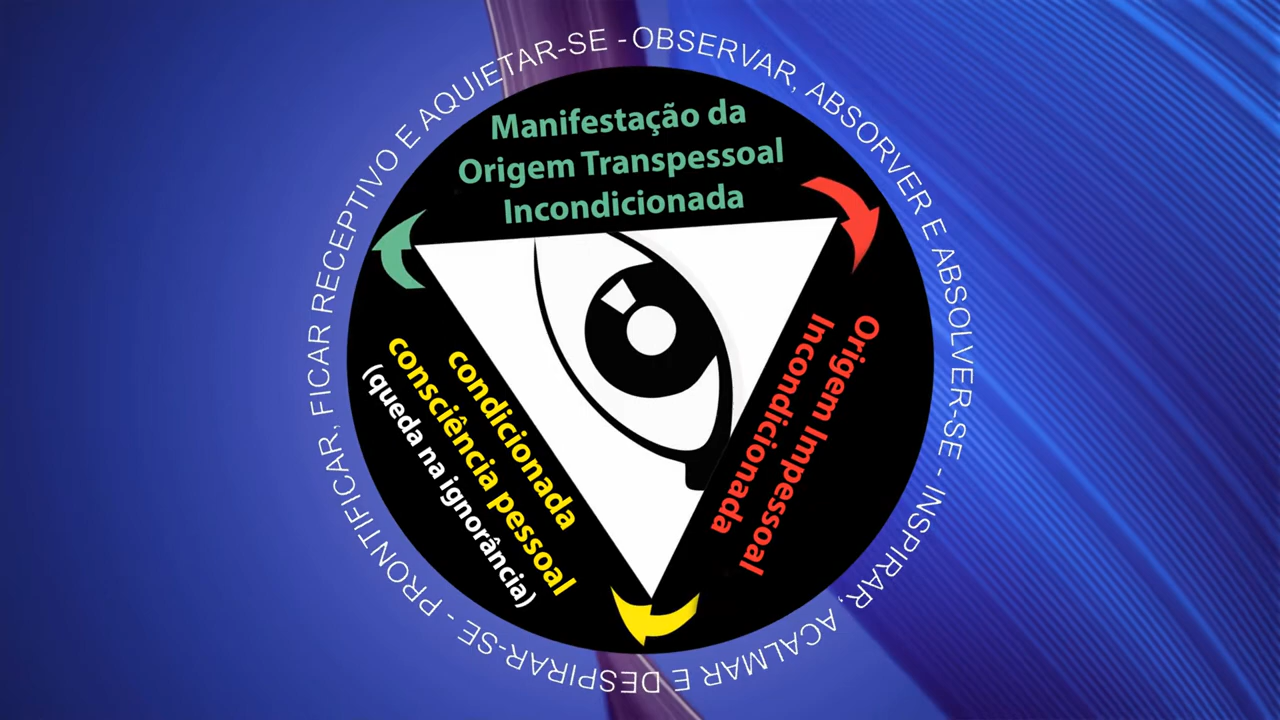 PRONTIFICAR, FICAR RECEPTIVO E AQUIETAR-SE - OBSERVAR, ABSORVER E ABSOLVER-SE - INSPIRAR, ACALMAR E DESPIRAR-SE -
Manifestação da
Origem Transpessoal
Incondicionada
Origem Impessoal
Incondicionada
condicionada
consciência pessoal
(queda na ignorância)